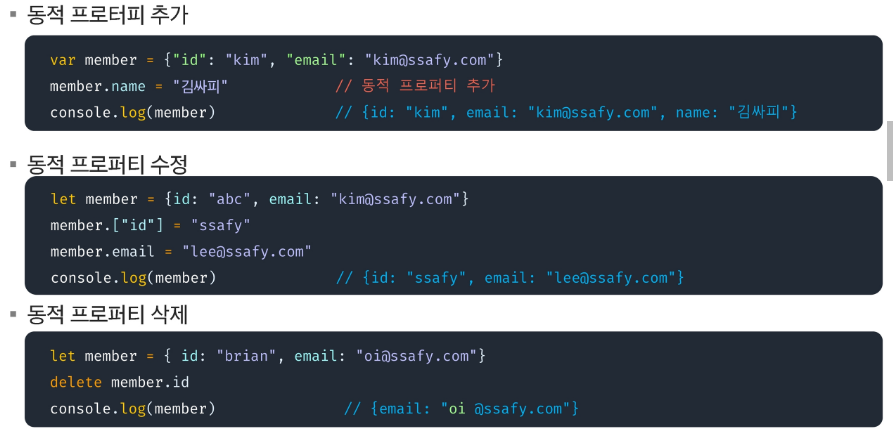 ▪ 동적 프로터피 추가
var member = {"id": "kim", "email": "kim@ssafy.com"}
member.name = "김싸피" // 동적 프로퍼티 추가
console.log(member) // {id: "kim", email: "kim@ssafy.com", name: "김싸피"}
▪ 동적 프로퍼티 수정
let member = {id: "abc", email: "kim@ssafy.com"}
member.["id"] = "ssafy"
member.email = "lee@ssafy.com"
console.log(member) // {id: "ssafy", email: "lee@ssafy.com"}
▪ 동적 프로퍼티 삭제
let member = { id: "brian", email: "oi@ssafy.com"}
delete member.id
console.log(member) // {email: "oi @ssafy.com"}